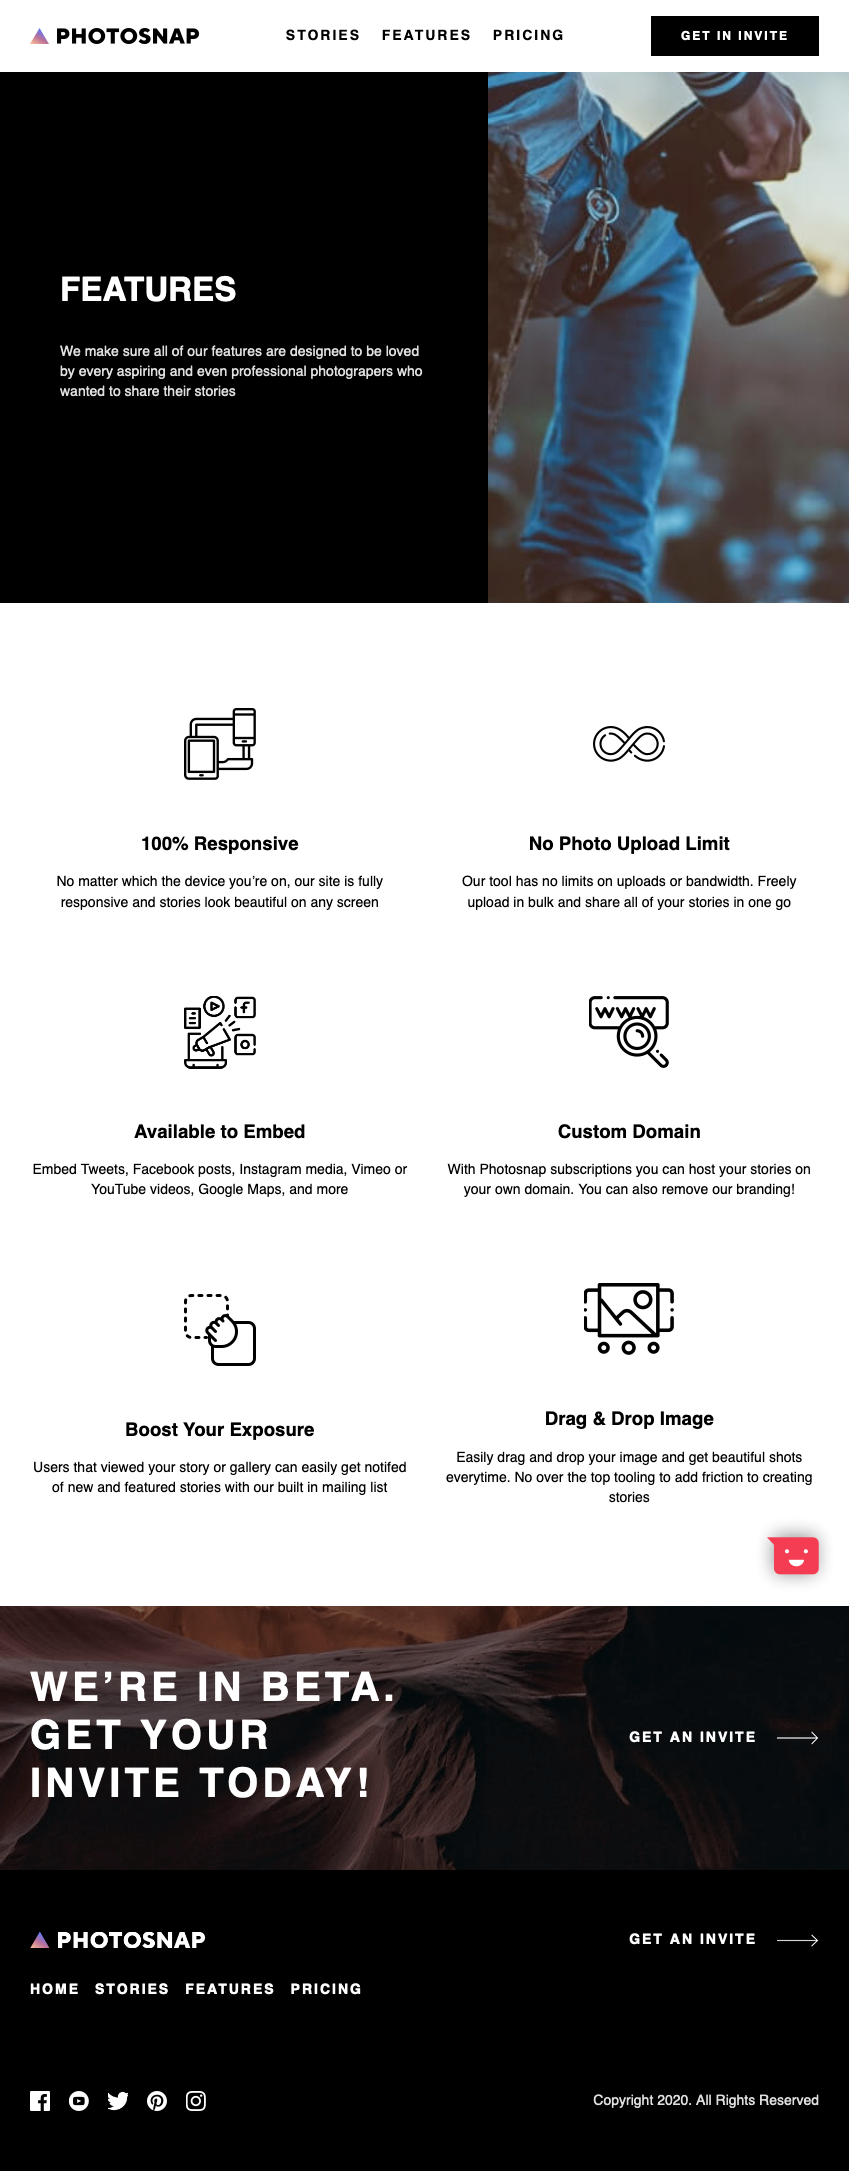 PHOTOSNAP
STORIES FEATURES PRICING
GET IN INVITE
FEATURES
We make sure all of our features are designed to be loved
by every aspiring and even professional photograpers who
wanted to share their stories
100% Responsive
No matter which the device you’re on, our site is fully
responsive and stories look beautiful on any screen
No Photo Upload Limit
Our tool has no limits on uploads or bandwidth. Freely
upload in bulk and share all of your stories in one go
WWW
Available to Embed
Embed Tweets, Facebook posts, Instagram media, Vimeo or
YouTube videos, Google Maps, and more
Custom Domain
With Photosnap subscriptions you can host your stories on
your own domain. You can also remove our branding!
Boost Your Exposure
Users that viewed your story or gallery can easily get notifed
of new and featured stories with our built in mailing list
Drag & Drop Image
Easily drag and drop your image and get beautiful shots
everytime. No over the top tooling to add friction to creating
stories
WE’RE IN BETA.
GET YOUR
INVITE TODAY!
GET AN INVITE
PHOTOSNAP
GET AN INVITE
HOME STORIES FEATURES PRICING
Copyright 2020. All Rights Reserved